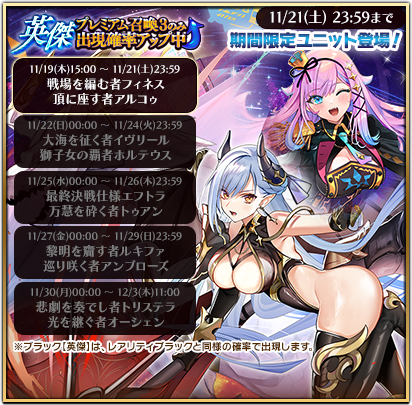 英傑
プレミアム召喚3のみ
出現確率アップ中
11/21(土) 23:59まで
期間限定ユニット登場!
11/19(木)15:00 ~ 11/21(土)23:59
戦場を編む者フィネス
頂に座す者アルコゥ
11/22(日)00:00 ~ 11/24(火)23:59
大海を征く者イヴリール
獅子女の覇者ホルテウス
11/25(水)00:00 ~ 11/26(木)23:59
最終決戦仕様エフトラ
万慧を砕く者トゥアン
11/27(金)00:00 ~ 11/29(日)23:59
黎明を齎す者ルキファ
巡り咲く者アンブローズ
11/30(月)00:00 ~ 12/3(木)11:00
悲劇を奏でし者トリステラ
光を継ぐ者オーシェン
※ブラック【英傑】は、レアリティブラックと同様の確率で出現します。